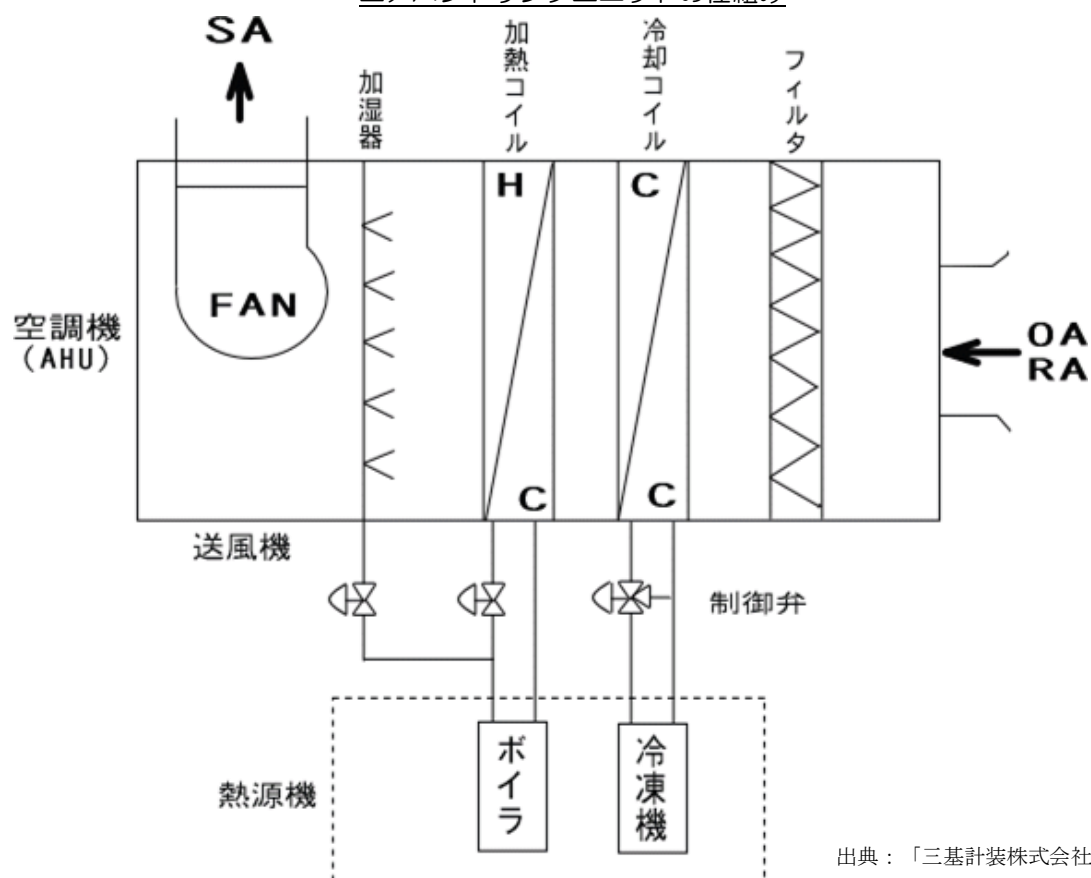 エアハンドリングユニットの仕組み
SA
加湿器
加熱コイル
冷却コイル
フィルタ
H
C
FAN
空調機
(AHU)
OA
RA
C
C
送風機
制御弁
ボイラ
冷凍機
熱源機
出典：「三基計装株式会社